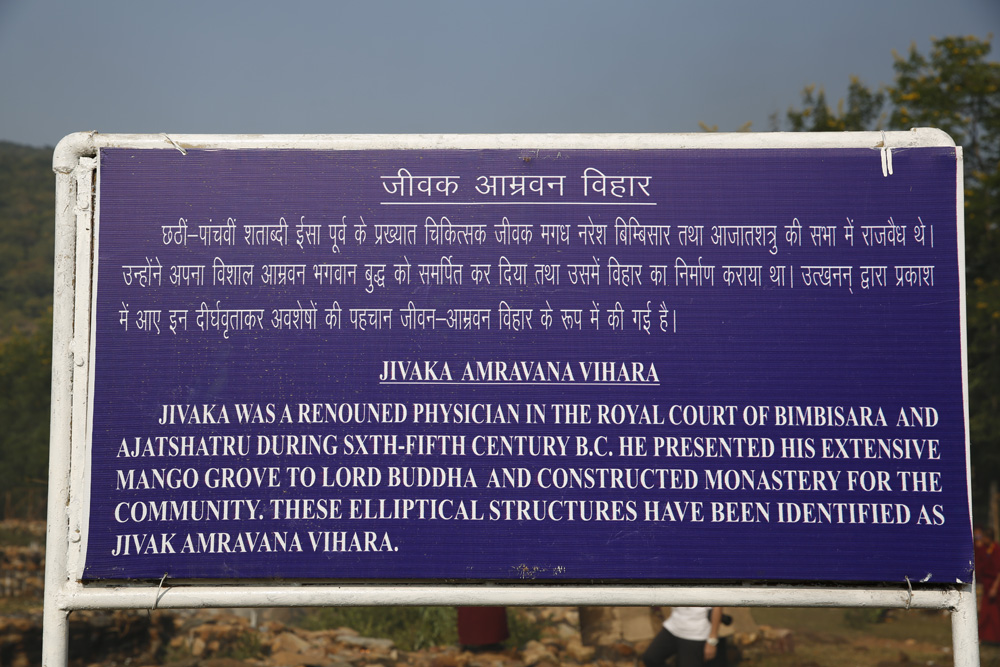 जीवक आम्रवन विहार
छठीं–पांचवीं शताब्दी ईसा पूर्व के प्रख्यात चिकित्सक जीवक मगध नरेश बिम्बिसार तथा आजातशत्रु की सभा में राजवैध थे।
उन्होंने अपना विशाल आम्रवन भगवान बुद्ध को समर्पित कर दिया तथा उसमें विहार का निर्माण कराया था। उत्खनन् द्वारा प्रकाश
में आए इन दीर्घवृताकर अवशेषों की पहचान जीवन–आम्रवन विहार के रूप में की गई है।
JIVAKA AMRAVANA VIHARA
JIVAKA WAS A RENOUNED PHYSICIAN IN THE ROYAL COURT OF BIMBISARA AND
AJATSHATRU DURING SXTH-FIFTH CENTURY B.C. HE PRESENTED HIS EXTENSIVE
MANGO GROVE TO LORD BUDDHA AND CONSTRUCTED MONASTERY FOR THE
COMMUNITY. THESE ELLIPTICAL STRUCTURES HAVE BEEN IDENTIFIED AS
JIVAK AMRAVANA VIHARA.